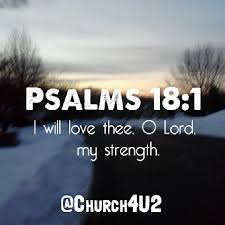 PSALMS 18:1
I will love thee, O Lord,
my strength.
@CHURCH4U2